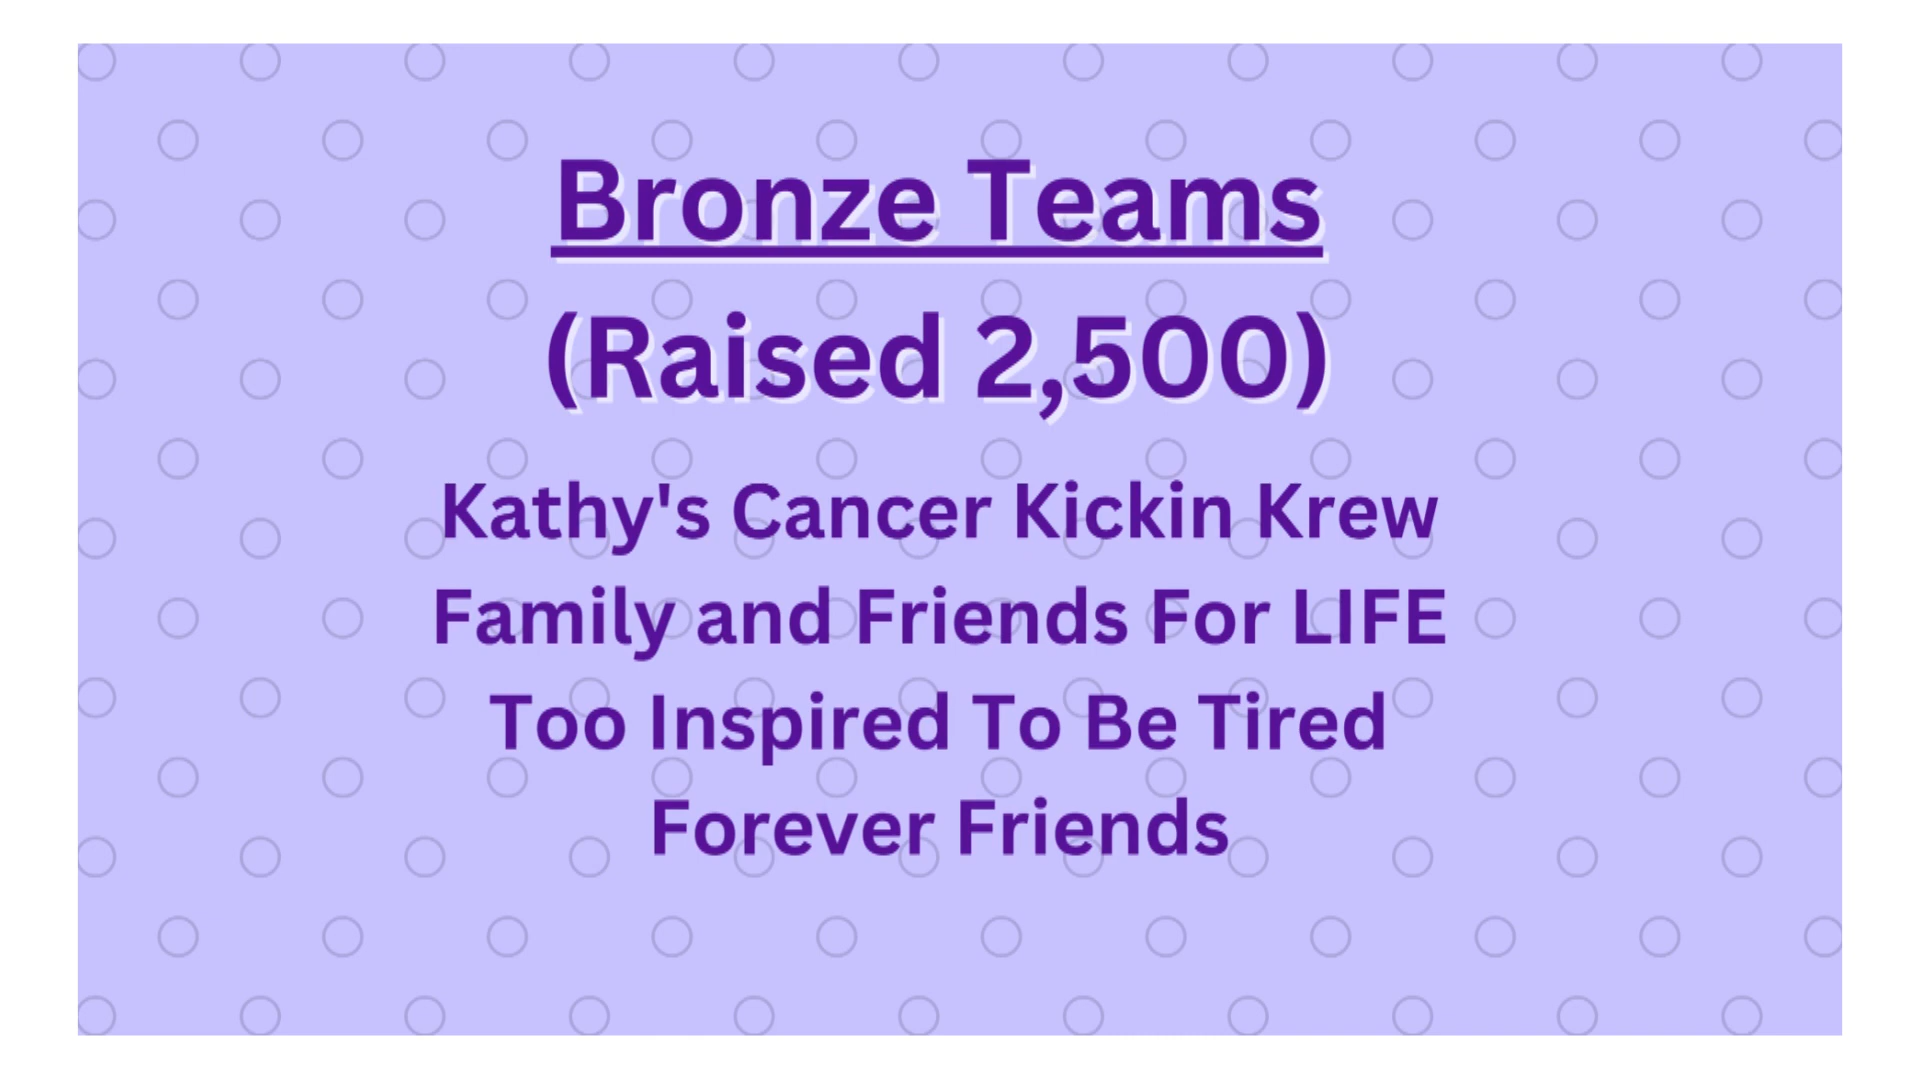 Bronze Teams
(Raised 2,500)
Kathy's Cancer Kickin Krew
Family and Friends For LIFE
Too Inspired To Be Tired
Forever Friends